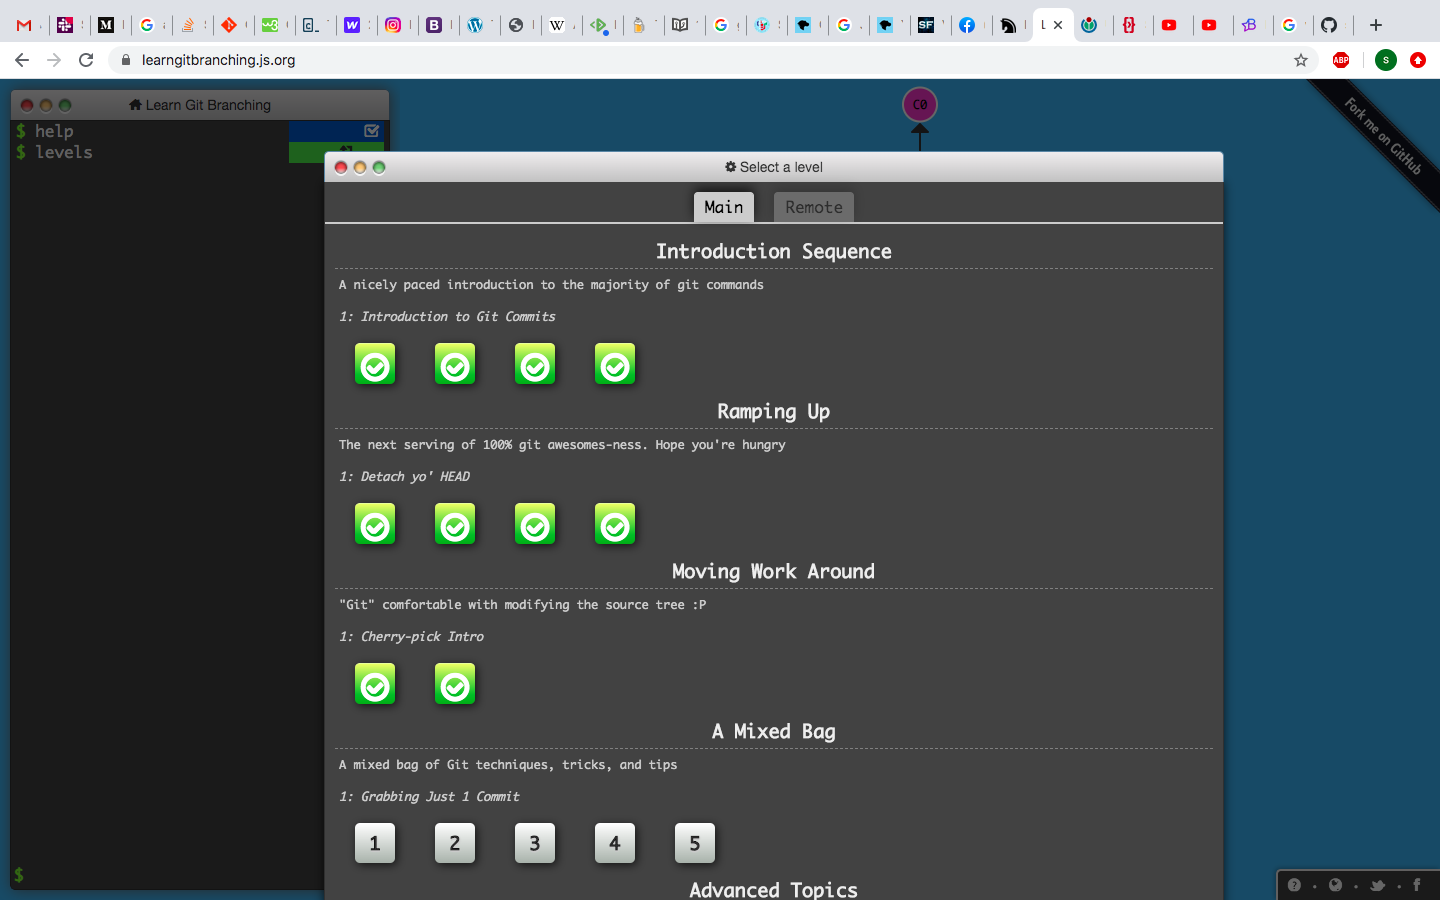 learngitbranching.js.org
ABP
S
Learn Git Branching
$ help
$ levels
$
C0
Fork me on GitHub
Select a level
Main Remote
Introduction Sequence
A nicely paced introduction to the majority of git commands
1: Introduction to Git Commits
Ramping Up
The next serving of 100% git awesomes-ness. Hope you're hungry
1: Detach yo' HEAD
Moving Work Around
"Git" comfortable with modifying the source tree :P
1: Cherry-pick Intro
A Mixed Bag
A mixed bag of Git techniques, tricks, and tips
1: Grabbing Just 1 Commit
1 2 3 4 5
Advanced Topics